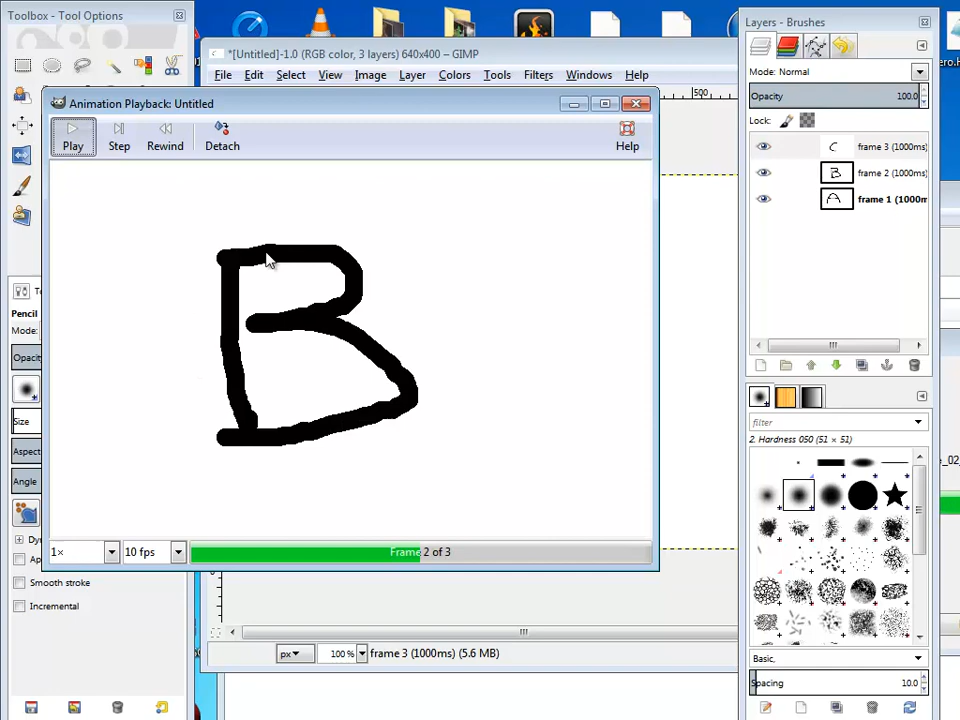 Toolbox - Tool Options
Layers - Brushes
*[Untitled]-1.0 (RGB color, 3 layers) 640x400 – GIMP
File Edit Select View Image Layer Colors Tools Filters Windows Help
500
Animation Playback: Untitled
Play Step Rewind Detach Help
Mode: Normal
Opacity 100.0
Lock:
C frame 3 (1000ms)
B frame 2 (1000ms)
A frame 1 (1000m
B
Pencil
Mode:
Opacit
Size
Aspect
Angle
Dy
Ap
Smooth stroke
Incremental
1× 10 fps Frame 2 of 3
px 100 % frame 3 (1000ms) (5.6 MB)
filter
2. Hardness 050 (51 × 51)
Basic,
Spacing 10.0